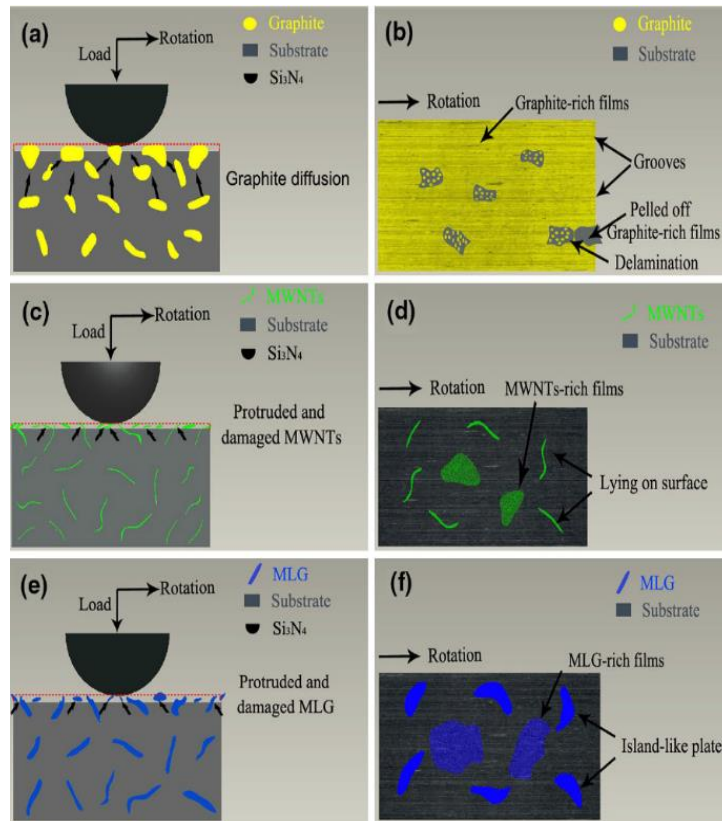 (a)
Graphite
Substrate
Si₃N₄
Load
Rotation
Graphite diffusion
(b)
Graphite
Substrate
Rotation
Graphite-rich films
Grooves
Pelled off
Graphite-rich films
Delamination
(c)
MWNTs
Substrate
Si₃N₄
Load
Rotation
Protruded and
damaged MWNTs
(d)
MWNTs
Substrate
Rotation
MWNTs-rich films
Lying on surface
(e)
MLG
Substrate
Si₃N₄
Load
Rotation
Protruded and
damaged MLG
(f)
MLG
Substrate
Rotation
MLG-rich films
Island-like plate